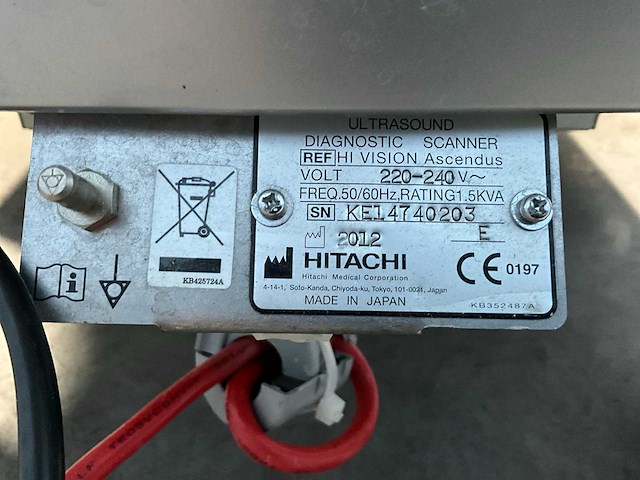 ULTRASOUND
DIAGNOSTIC SCANNER
REF HI VISION Ascendus
VOLT 220-240 V~
FREQ.50/60Hz,RATING1.5KVA
SN KE14740203
2012 E
HITACHI
Hitachi Medical Corporation
4-14-1, Soto-Kanda, Chiyoda-ku, Tokyo, 101-0021, Japan
MADE IN JAPAN
CE 0197
KB352487A
KB425724A